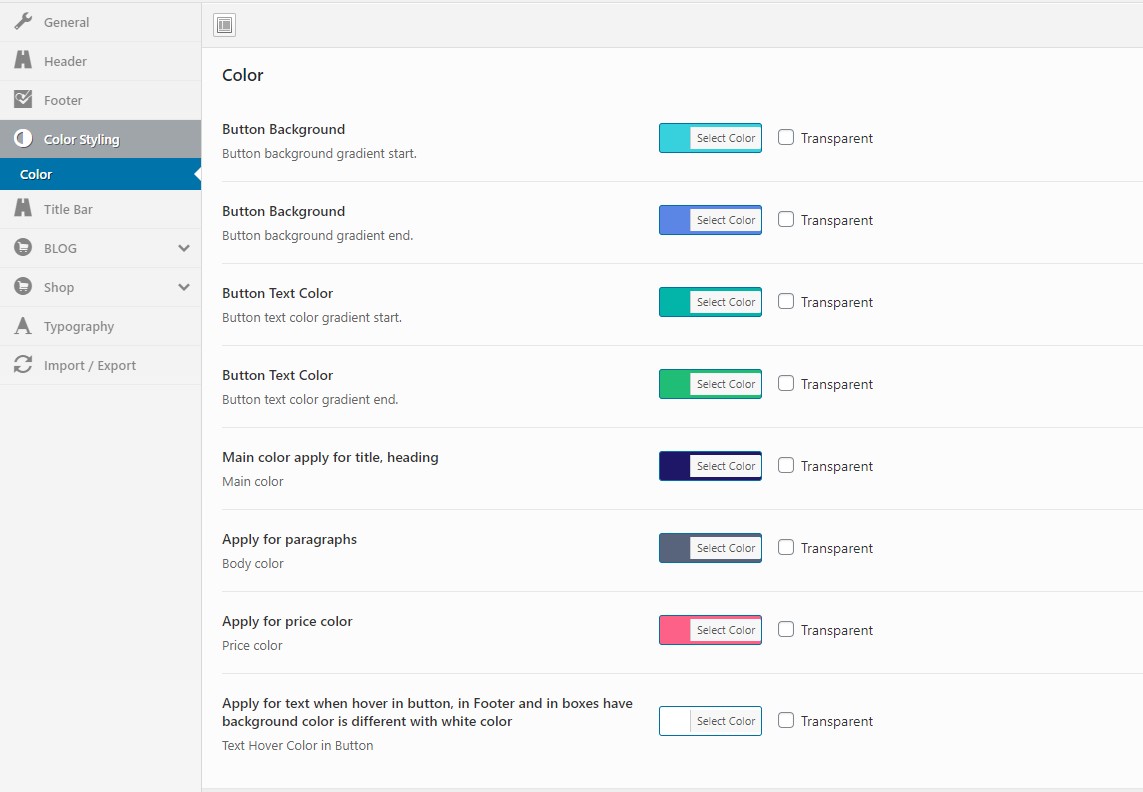 General
Header
Footer
Color Styling
Color
Title Bar
BLOG
Shop
Typography
Import / Export
Color
Button Background
Button background gradient start.
Select Color
Transparent
Button Background
Button background gradient end.
Select Color
Transparent
Button Text Color
Button text color gradient start.
Select Color
Transparent
Button Text Color
Button text color gradient end.
Select Color
Transparent
Main color apply for title, heading
Main color
Select Color
Transparent
Apply for paragraphs
Body color
Select Color
Transparent
Apply for price color
Price color
Select Color
Transparent
Apply for text when hover in button, in Footer and in boxes have
background color is different with white color
Text Hover Color in Button
Select Color
Transparent